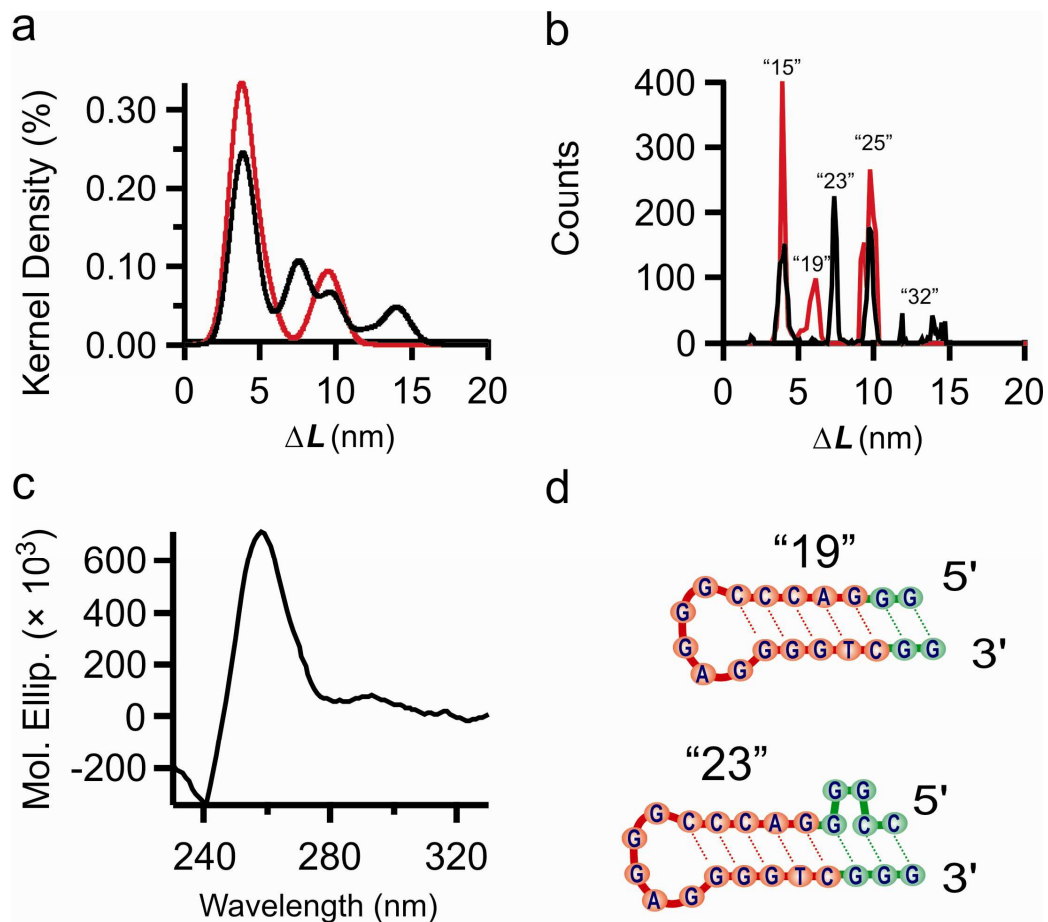 a
Kernel Density (%)
0.30
0.20
0.10
0.00
0 5 10 15 20
ΔL (nm)
b
Counts
400
300
200
100
0
"15"
"19"
"23"
"25"
"32"
0 5 10 15 20
ΔL (nm)
c
Mol. Ellip. (× 10³)
600
400
200
0
-200
240 280 320
Wavelength (nm)
d
"19"
G C C C A G G G 5'
G
G
A G G G G T C G G 3'
"23"
G G
G C C C A G G C C 5'
G
G
A G G G G T C G G G 3'